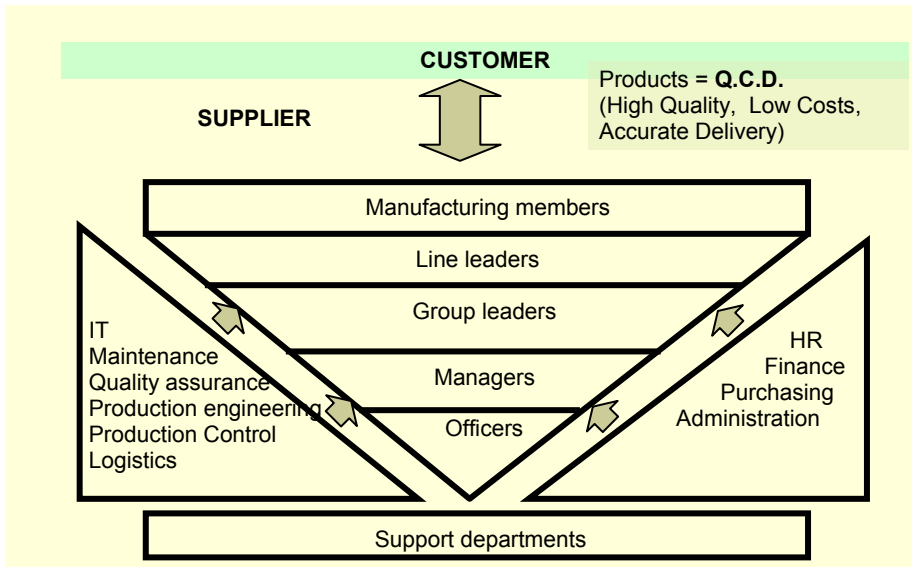 CUSTOMER
Products = Q.C.D.
(High Quality, Low Costs,
Accurate Delivery)
SUPPLIER
Manufacturing members
Line leaders
Group leaders
Managers
Officers
IT
Maintenance
Quality assurance
Production engineering
Production Control
Logistics
HR
Finance
Purchasing
Administration
Support departments